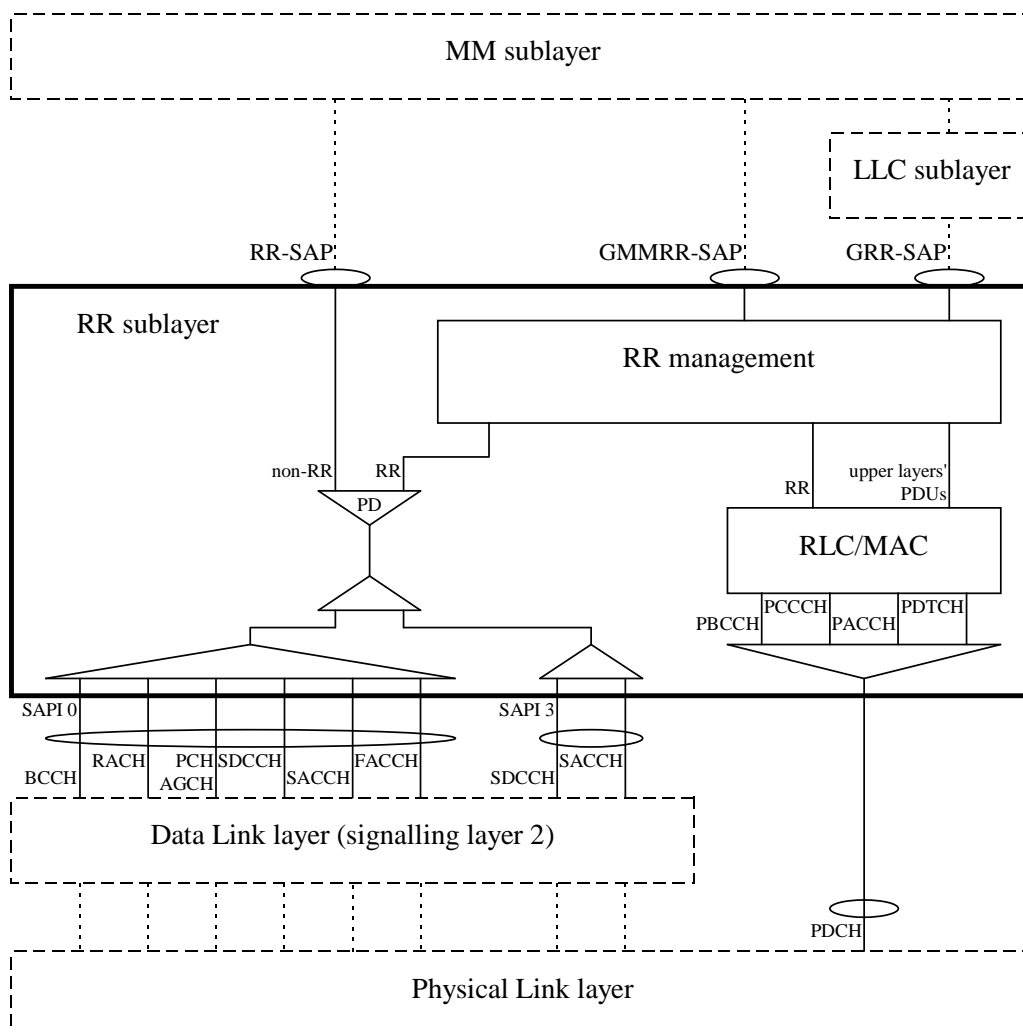 MM sublayer
LLC sublayer
RR-SAP
GMMRR-SAP
GRR-SAP
RR sublayer
RR management
non-RR
RR
RR
upper layers'
PDUs
PD
RLC/MAC
PBCCH
PCCCH
PACCH
PDTCH
SAPI 0
SAPI 3
BCCH
RACH
PCH
AGCH
SDCCH
SACCH
FACCH
SDCCH
SACCH
Data Link layer (signalling layer 2)
PDCH
Physical Link layer